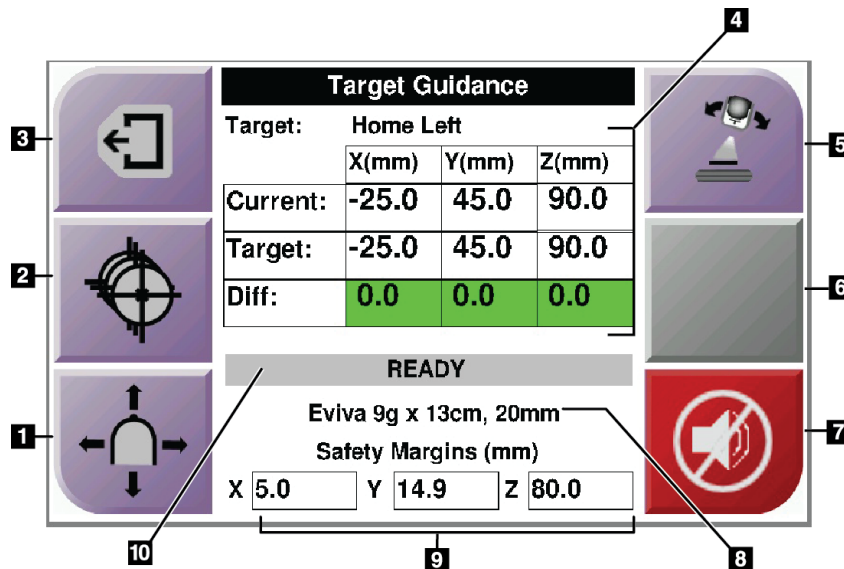 4
Target Guidance
3
Target: Home Left
5
X(mm) Y(mm) Z(mm)
Current: -25.0 45.0 90.0
Target: -25.0 45.0 90.0
2
6
Diff: 0.0 0.0 0.0
READY
Eviva 9g x 13cm, 20mm
1
7
Safety Margins (mm)
X 5.0 Y 14.9 Z 80.0
10
9
8